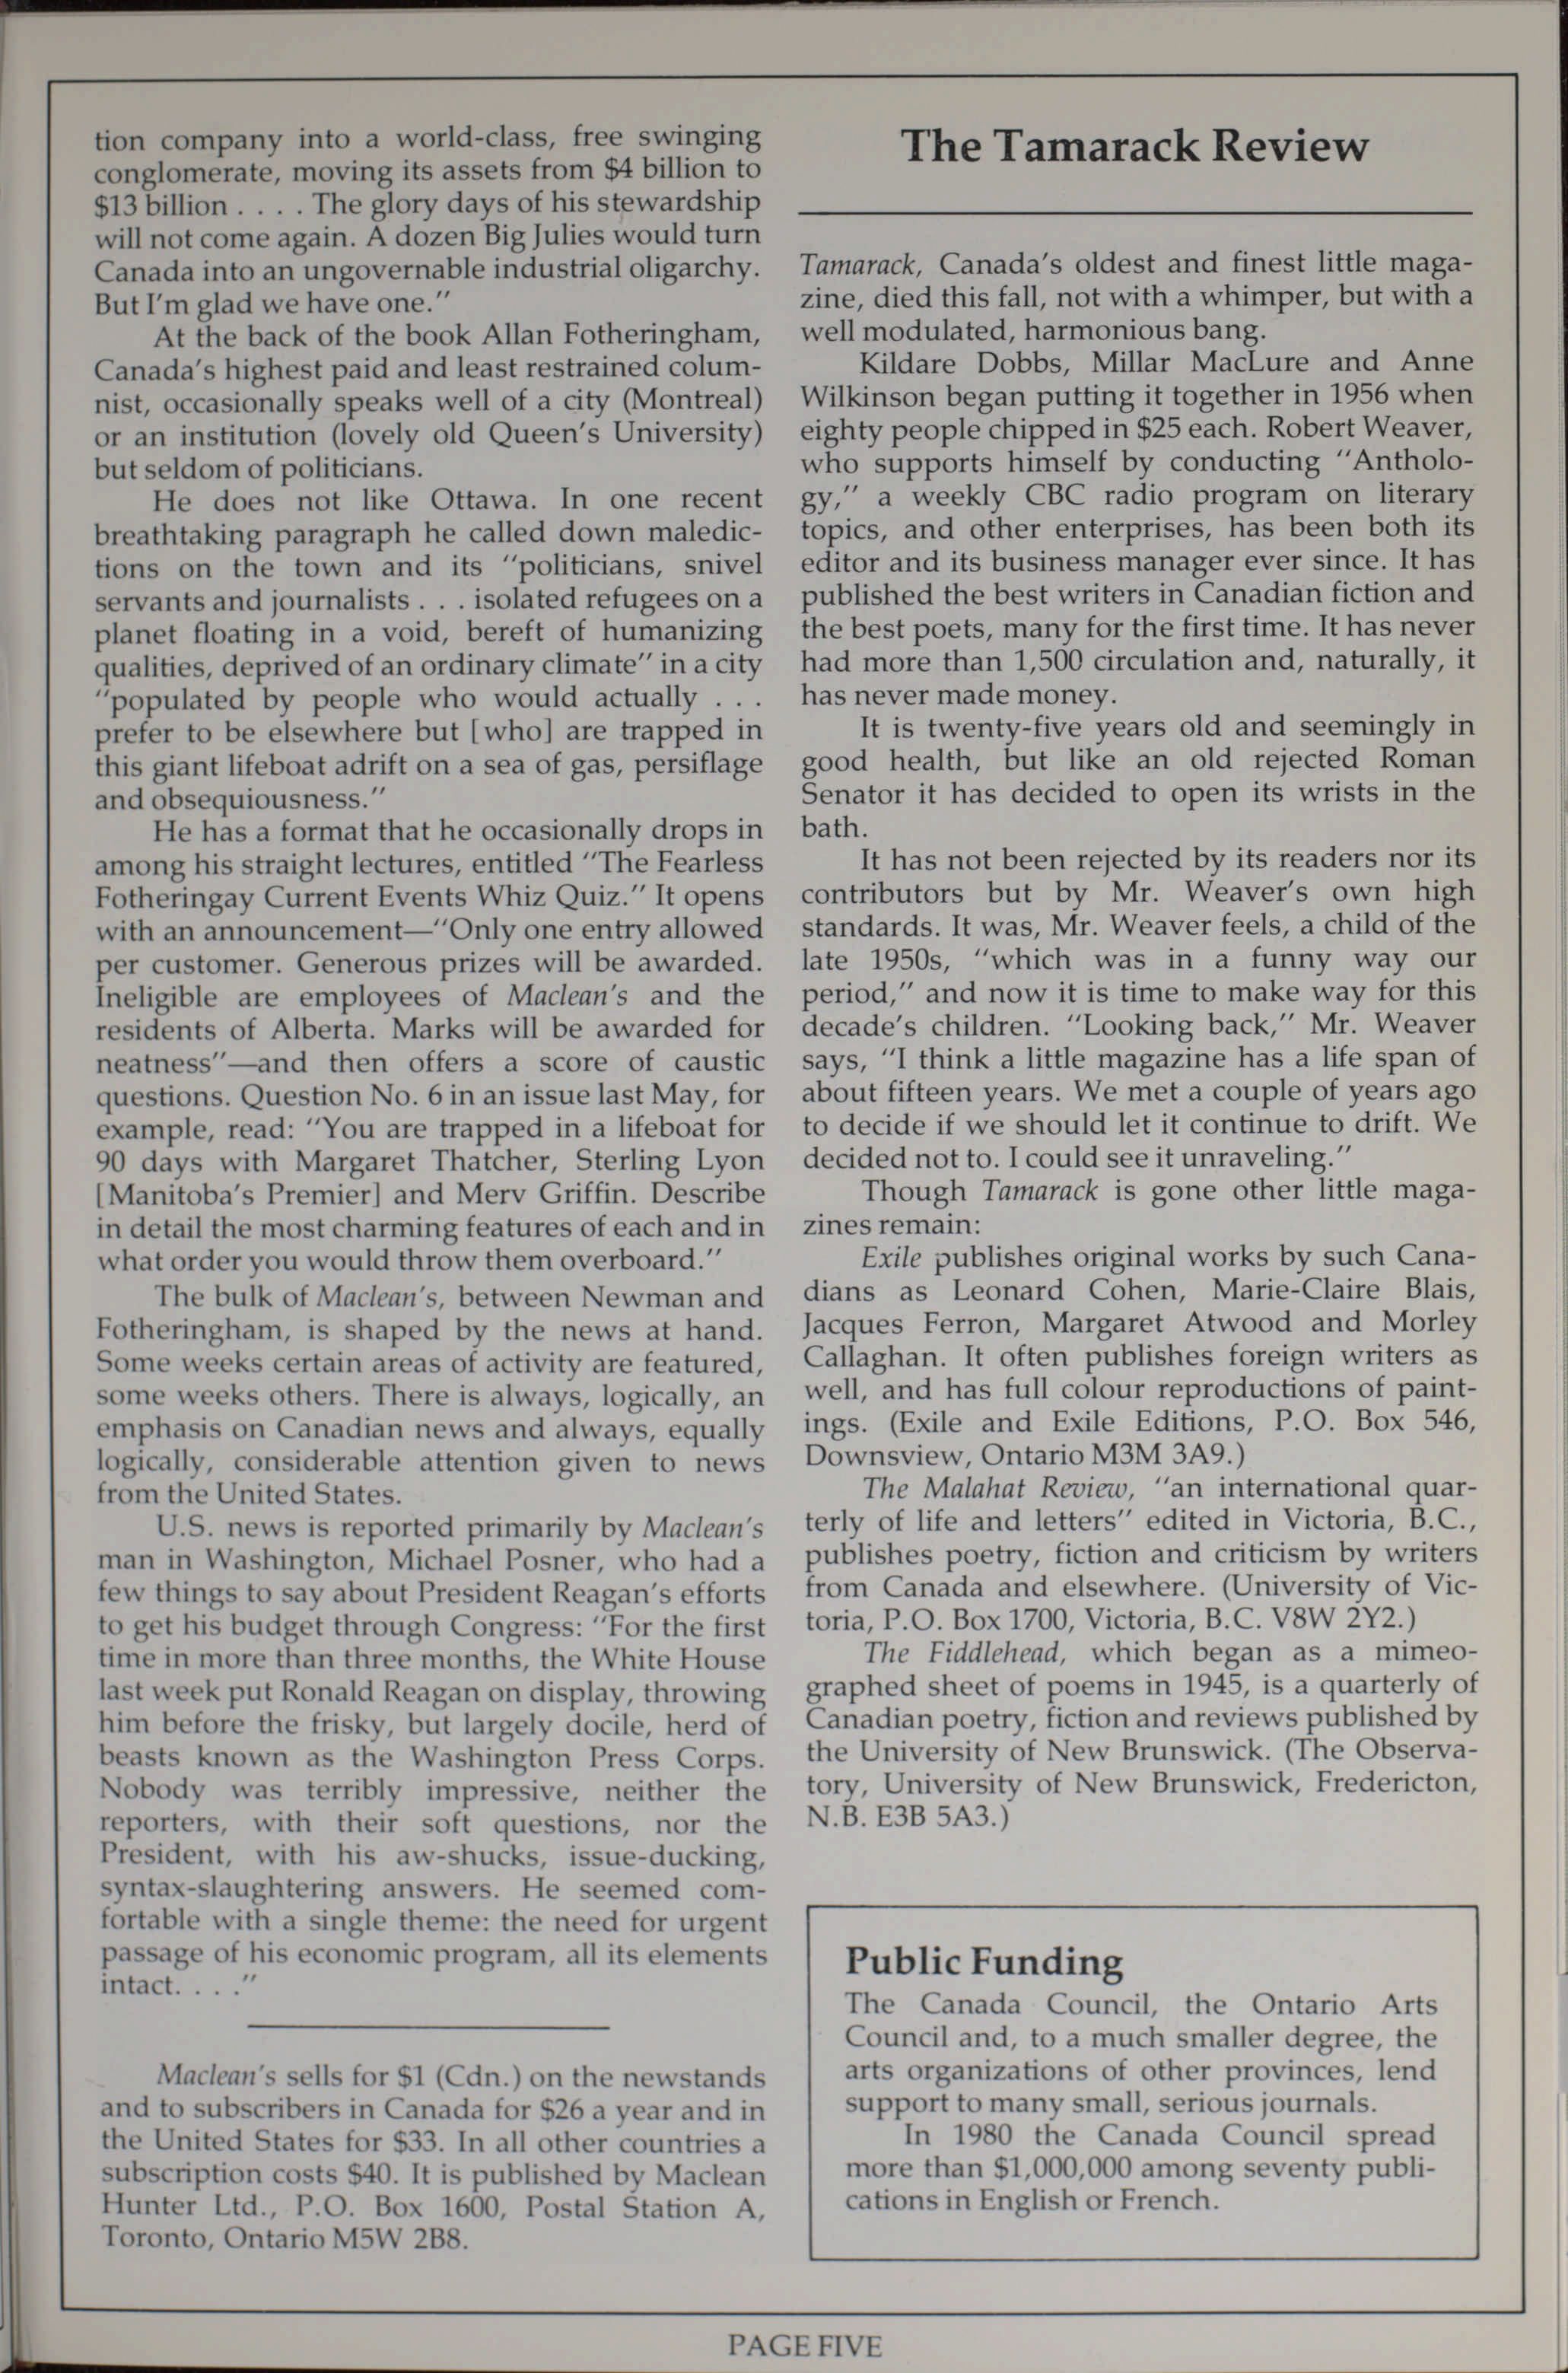 tion company into a world-class, free swinging
conglomerate, moving its assets from $4 billion to
$13 billion . . . . The glory days of his stewardship
will not come again. A dozen Big Julies would turn
Canada into an ungovernable industrial oligarchy.
But I'm glad we have one."
At the back of the book Allan Fotheringham,
Canada's highest paid and least restrained colum-
nist, occasionally speaks well of a city (Montreal)
or an institution (lovely old Queen's University)
but seldom of politicians.
He does not like Ottawa. In one recent
breathtaking paragraph he called down maledic-
tions on the town and its "politicians, snivel
servants and journalists . . . isolated refugees on a
planet floating in a void, bereft of humanizing
qualities, deprived of an ordinary climate" in a city
"populated by people who would actually . . .
prefer to be elsewhere but [who] are trapped in
this giant lifeboat adrift on a sea of gas, persiflage
and obsequiousness."
He has a format that he occasionally drops in
among his straight lectures, entitled "The Fearless
Fotheringay Current Events Whiz Quiz." It opens
with an announcement—"Only one entry allowed
per customer. Generous prizes will be awarded.
Ineligible are employees of Maclean's and the
residents of Alberta. Marks will be awarded for
neatness"—and then offers a score of caustic
questions. Question No. 6 in an issue last May, for
example, read: "You are trapped in a lifeboat for
90 days with Margaret Thatcher, Sterling Lyon
[Manitoba's Premier] and Merv Griffin. Describe
in detail the most charming features of each and in
what order you would throw them overboard."
The bulk of Maclean's, between Newman and
Fotheringham, is shaped by the news at hand.
Some weeks certain areas of activity are featured,
some weeks others. There is always, logically, an
emphasis on Canadian news and always, equally
logically, considerable attention given to news
from the United States.
U.S. news is reported primarily by Maclean's
man in Washington, Michael Posner, who had a
few things to say about President Reagan's efforts
to get his budget through Congress: "For the first
time in more than three months, the White House
last week put Ronald Reagan on display, throwing
him before the frisky, but largely docile, herd of
beasts known as the Washington Press Corps.
Nobody was terribly impressive, neither the
reporters, with their soft questions, nor the
President, with his aw-shucks, issue-ducking,
syntax-slaughtering answers. He seemed com-
fortable with a single theme: the need for urgent
passage of his economic program, all its elements
intact. . . ."
Maclean's sells for $1 (Cdn.) on the newstands
and to subscribers in Canada for $26 a year and in
the United States for $33. In all other countries a
subscription costs $40. It is published by Maclean
Hunter Ltd., P.O. Box 1600, Postal Station A,
Toronto, Ontario M5W 2B8.
The Tamarack Review
Tamarack, Canada's oldest and finest little maga-
zine, died this fall, not with a whimper, but with a
well modulated, harmonious bang.
Kildare Dobbs, Millar MacLure and Anne
Wilkinson began putting it together in 1956 when
eighty people chipped in $25 each. Robert Weaver,
who supports himself by conducting "Antholo-
gy," a weekly CBC radio program on literary
topics, and other enterprises, has been both its
editor and its business manager ever since. It has
published the best writers in Canadian fiction and
the best poets, many for the first time. It has never
had more than 1,500 circulation and, naturally, it
has never made money.
It is twenty-five years old and seemingly in
good health, but like an old rejected Roman
Senator it has decided to open its wrists in the
bath.
It has not been rejected by its readers nor its
contributors but by Mr. Weaver's own high
standards. It was, Mr. Weaver feels, a child of the
late 1950s, "which was in a funny way our
period," and now it is time to make way for this
decade's children. "Looking back," Mr. Weaver
says, "I think a little magazine has a life span of
about fifteen years. We met a couple of years ago
to decide if we should let it continue to drift. We
decided not to. I could see it unraveling."
Though Tamarack is gone other little maga-
zines remain:
Exile publishes original works by such Cana-
dians as Leonard Cohen, Marie-Claire Blais,
Jacques Ferron, Margaret Atwood and Morley
Callaghan. It often publishes foreign writers as
well, and has full colour reproductions of paint-
ings. (Exile and Exile Editions, P.O. Box 546,
Downsview, Ontario M3M 3A9.)
The Malahat Review, "an international quar-
terly of life and letters" edited in Victoria, B.C.,
publishes poetry, fiction and criticism by writers
from Canada and elsewhere. (University of Vic-
toria, P.O. Box 1700, Victoria, B.C. V8W 2Y2.)
The Fiddlehead, which began as a mimeo-
graphed sheet of poems in 1945, is a quarterly of
Canadian poetry, fiction and reviews published by
the University of New Brunswick. (The Observa-
tory, University of New Brunswick, Fredericton,
N.B. E3B 5A3.)
Public Funding
The Canada Council, the Ontario Arts
Council and, to a much smaller degree, the
arts organizations of other provinces, lend
support to many small, serious journals.
In 1980 the Canada Council spread
more than $1,000,000 among seventy publi-
cations in English or French.
PAGE FIVE